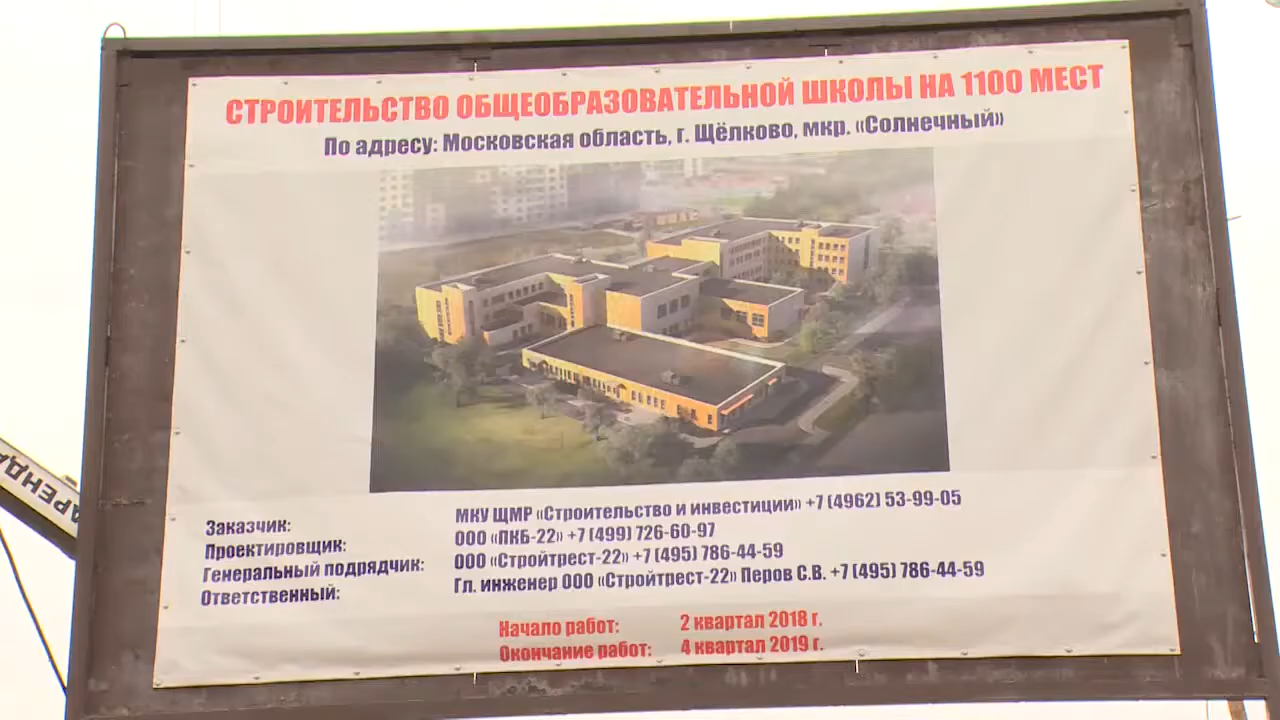 СТРОИТЕЛЬСТВО ОБЩЕОБРАЗОВАТЕЛЬНОЙ ШКОЛЫ НА 1100 МЕСТ
По адресу: Московская область, г. Щёлково, мкр. «Солнечный»
Заказчик: МКУ ЩМР «Строительство и инвестиции» +7 (4962) 53-99-05
Проектировщик: ООО «ПКБ-22» +7 (499) 726-60-97
Генеральный подрядчик: ООО «Стройтрест-22» +7 (495) 786-44-59
Ответственный: Гл. инженер ООО «Стройтрест-22» Перов С.В. +7 (495) 786-44-59
Начало работ: 2 квартал 2018 г.
Окончание работ: 4 квартал 2019 г.
АРЕНДА